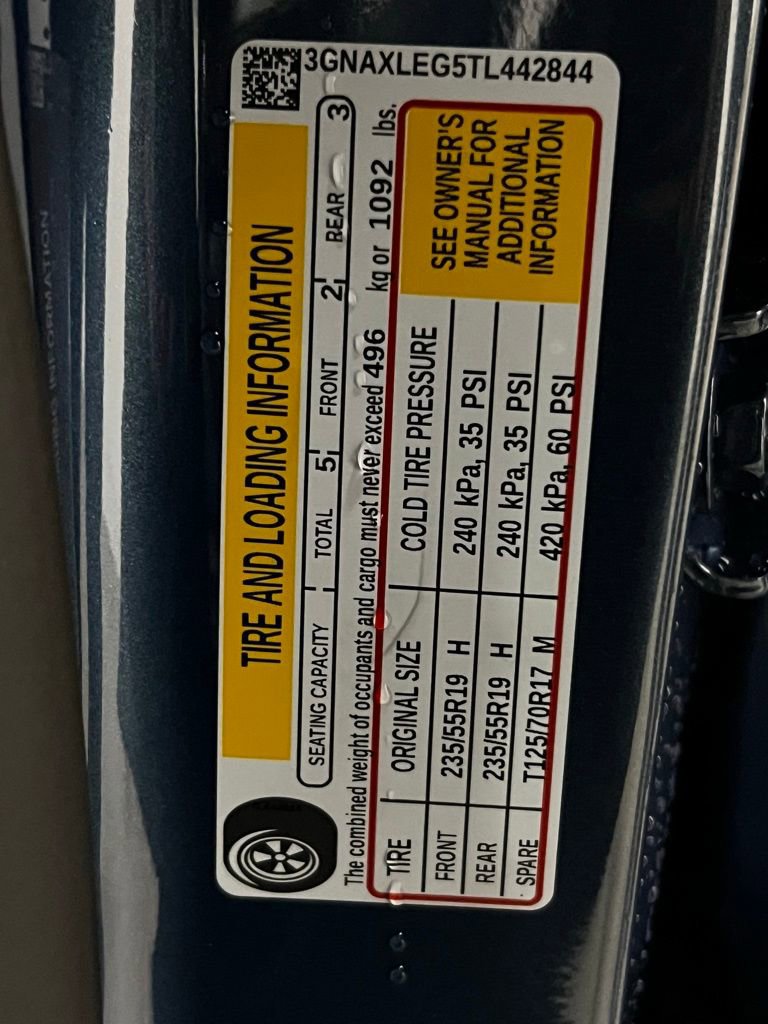 3GNAXLEG5TL442844
TIRE AND LOADING INFORMATION
SEATING CAPACITY TOTAL 5 FRONT 2 REAR 3
The combined weight of occupants and cargo must never exceed 496 kg or 1092 lbs.
TIRE ORIGINAL SIZE COLD TIRE PRESSURE
FRONT 235/55R19 H 240 kPa, 35 PSI
REAR 235/55R19 H 240 kPa, 35 PSI
SPARE T125/70R17 M 420 kPa, 60 PSI
SEE OWNER'S
MANUAL FOR
ADDITIONAL
INFORMATION
INFORMATION